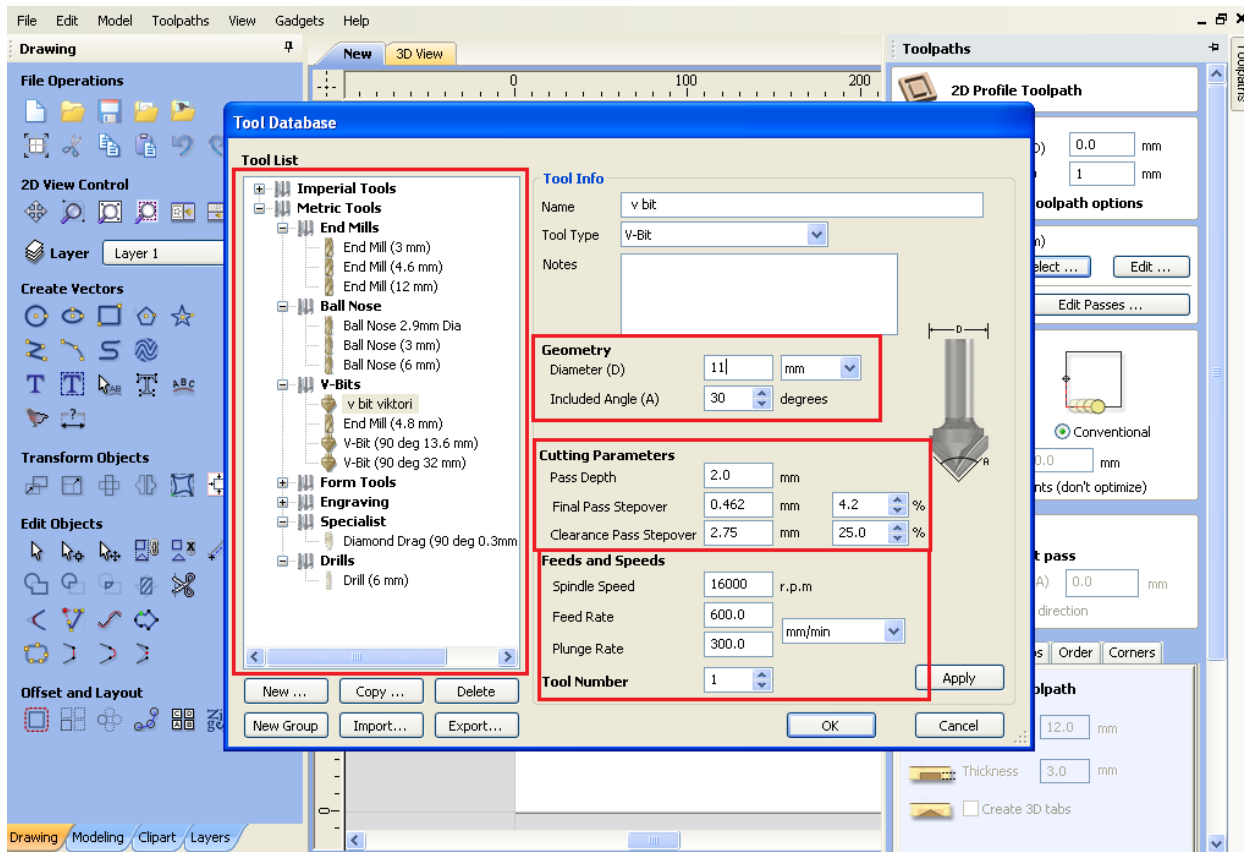 File Edit Model Toolpaths View Gadgets Help
Drawing
New 3D View
Toolpaths
File Operations
0 100 200
2D Profile Toolpath
Tool Database
0.0 mm
1 mm
Tool List
Imperial Tools
Metric Tools
End Mills
End Mill (3 mm)
End Mill (4.6 mm)
End Mill (12 mm)
Ball Nose
Ball Nose 2.9mm Dia
Ball Nose (3 mm)
Ball Nose (6 mm)
V-Bits
v bit viktori
End Mill (4.8 mm)
V-Bit (90 deg 13.6 mm)
V-Bit (90 deg 32 mm)
Form Tools
Engraving
Specialist
Diamond Drag (90 deg 0.3mm
Drills
Drill (6 mm)
New ... Copy ... Delete
New Group Import... Export...
Tool Info
Name v bit
Tool Type V-Bit
Notes
Geometry
Diameter (D) 11 mm
Included Angle (A) 30 degrees
D
A
Cutting Parameters
Pass Depth 2.0 mm
Final Pass Stepover 0.462 mm 4.2 %
Clearance Pass Stepover 2.75 mm 25.0 %
Feeds and Speeds
Spindle Speed 16000 r.p.m
Feed Rate 600.0
mm/min
Plunge Rate 300.0
Tool Number 1
Apply
OK Cancel
2D View Control
Layer Layer 1
Create Vectors
Transform Objects
Edit Objects
Offset and Layout
Drawing Modeling Clipart Layers
0
oolpath options
elect ... Edit ...
Edit Passes ...
Conventional
0.0 mm
nts (don't optimize)
t pass
A) 0.0 mm
direction
Order Corners
olpath
12.0 mm
Thickness 3.0 mm
Create 3D tabs